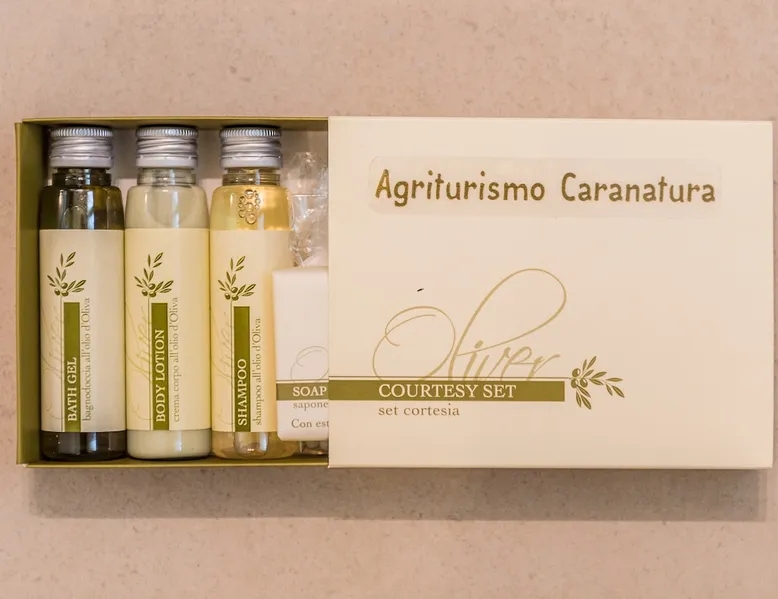 BATH GEL
bagnodoccia all'olio d'Oliva
BODY LOTION
crema corpo all'olio d'Oliva
SHAMPOO
shampoo all'olio d'Oliva
SOAP
sapone
Con est
Agriturismo Caranatura
Oliver
COURTESY SET
set cortesia